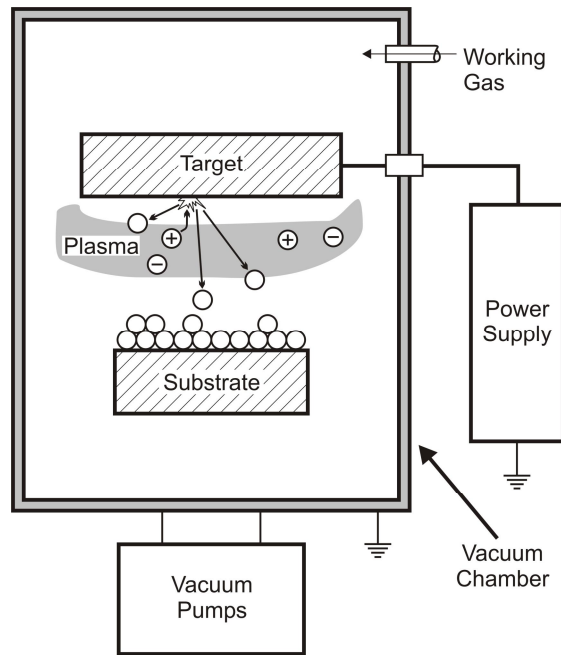 Working
Gas
Target
Plasma
+
+
−
−
Power
Supply
Substrate
Vacuum
Chamber
Vacuum
Pumps